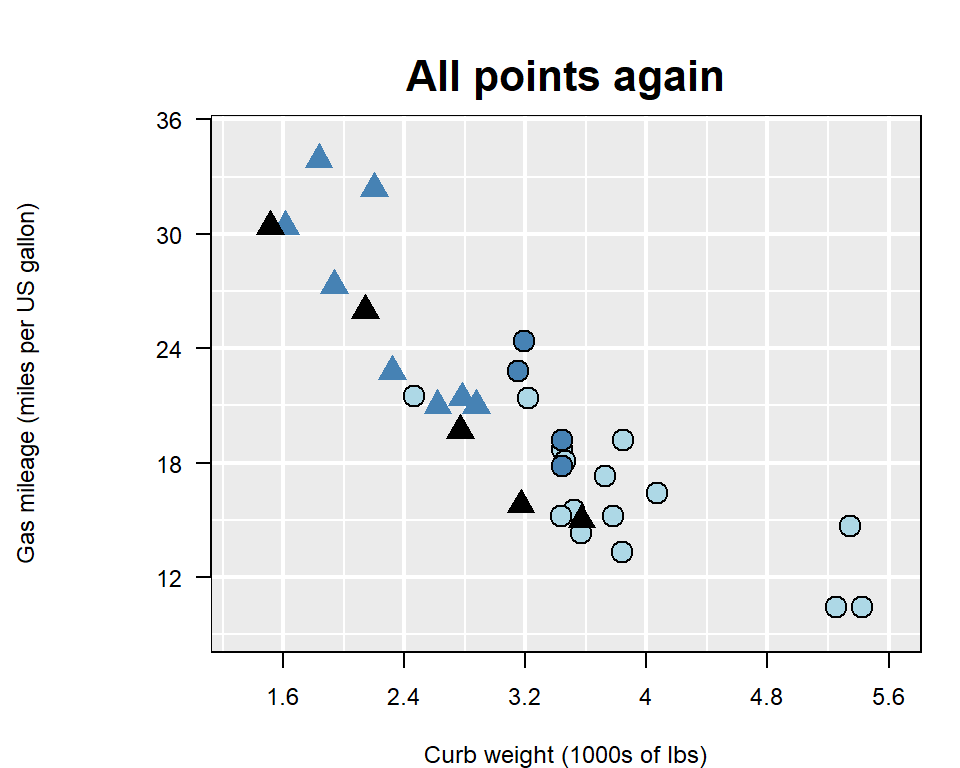 All points again
36
30
24
18
12
Gas mileage (miles per US gallon)
1.6 2.4 3.2 4 4.8 5.6
Curb weight (1000s of lbs)